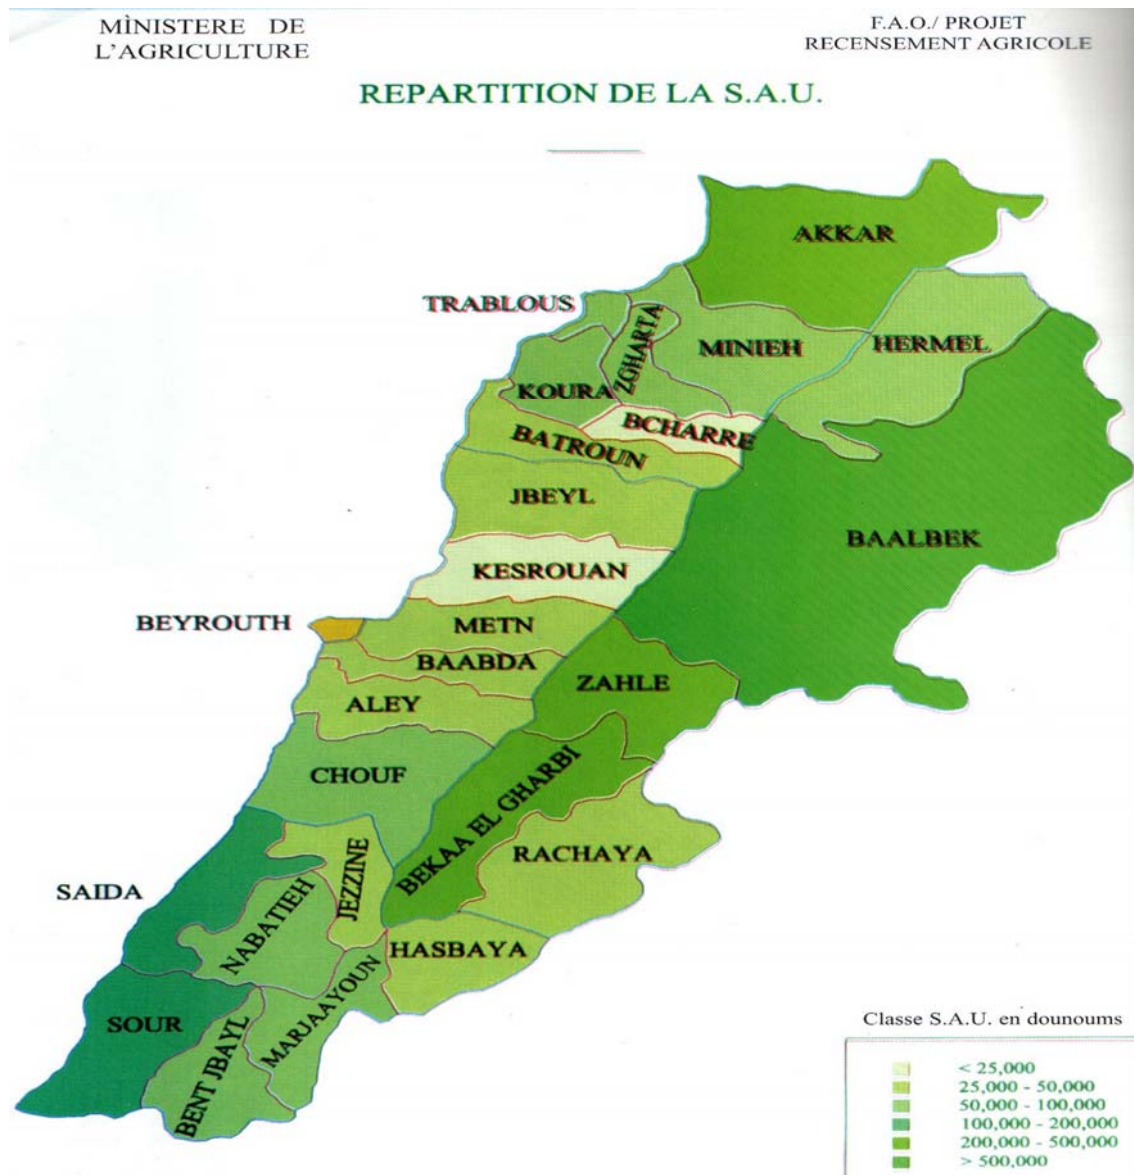 MÌNISTERE DE
L'AGRICULTURE
F.A.O./ PROJET
RECENSEMENT AGRICOLE
REPARTITION DE LA S.A.U.
AKKAR
TRABLOUS
ZGHARTA
MINIEH
HERMEL
KOURA
BCHARRE
BATROUN
JBEYL
BAALBEK
KESROUAN
BEYROUTH
METN
BAABDA
ZAHLE
ALEY
CHOUF
BEKAA EL GHARBI
RACHAYA
SAIDA
JEZZINE
NABATIEH
HASBAYA
MARJAAYOUN
SOUR
BENT JBAYL
Classe S.A.U. en dounoums
< 25,000
25,000 - 50,000
50,000 - 100,000
100,000 - 200,000
200,000 - 500,000
> 500,000